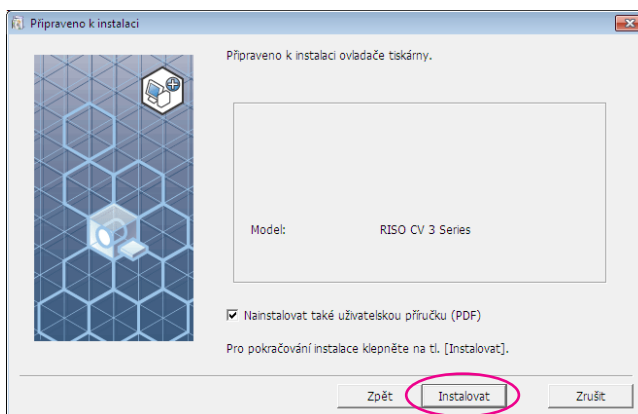 Připraveno k instalaci
Připraveno k instalaci ovladače tiskárny.
Model: RISO CV 3 Series
Nainstalovat také uživatelskou příručku (PDF)
Pro pokračování instalace klepněte na tl. [Instalovat].
Zpět Instalovat Zrušit